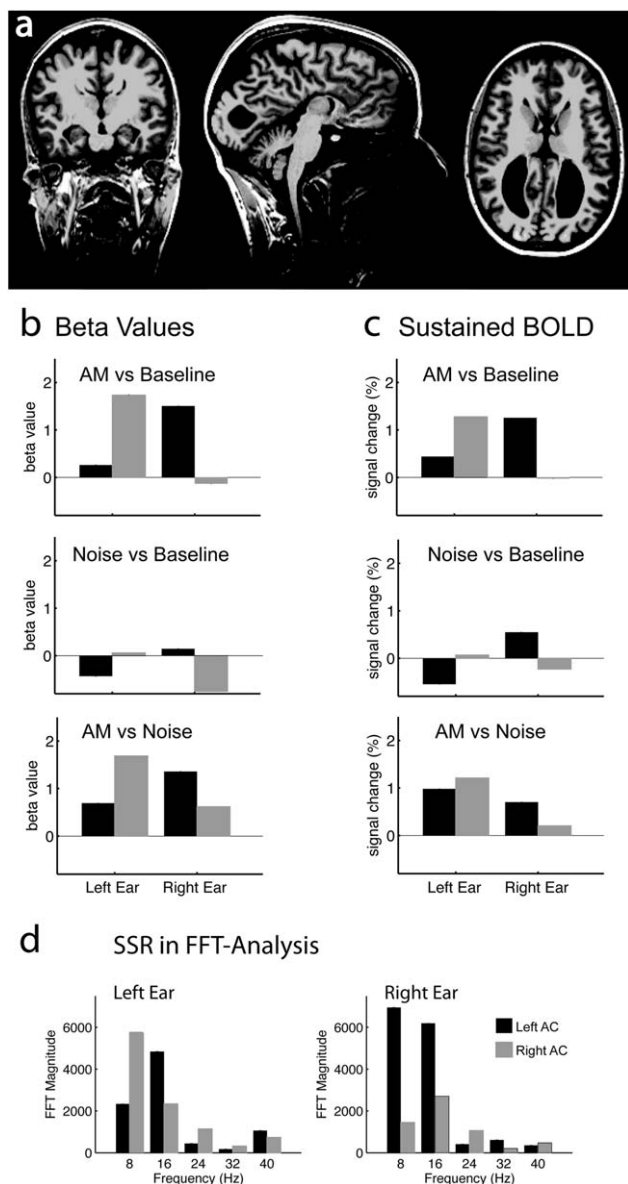 a
b Beta Values
c Sustained BOLD
AM vs Baseline
beta value
2
1
0
AM vs Baseline
signal change (%)
2
1
0
Noise vs Baseline
beta value
2
1
0
Noise vs Baseline
signal change (%)
2
1
0
AM vs Noise
beta value
2
1
0
Left Ear Right Ear
AM vs Noise
signal change (%)
2
1
0
Left Ear Right Ear
d SSR in FFT-Analysis
Left Ear
FFT Magnitude
6000
4000
2000
0
8 16 24 32 40
Frequency (Hz)
Right Ear
FFT Magnitude
6000
4000
2000
0
8 16 24 32 40
Frequency (Hz)
Left AC
Right AC